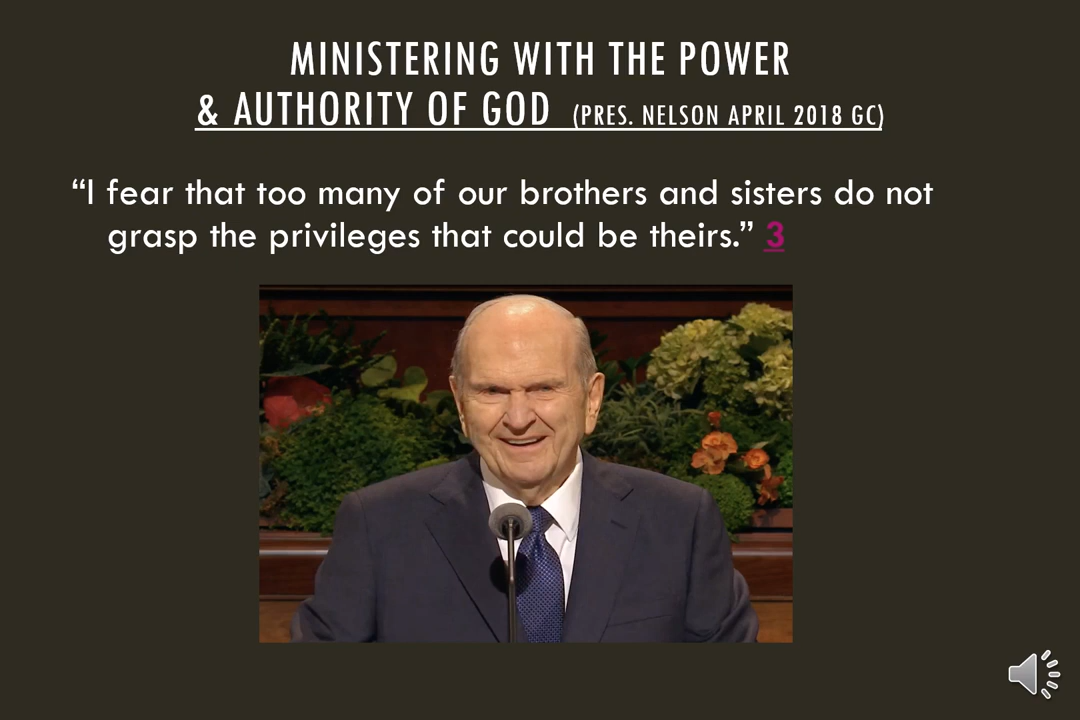 MINISTERING WITH THE POWER
& AUTHORITY OF GOD (PRES. NELSON APRIL 2018 GC)
“I fear that too many of our brothers and sisters do not
grasp the privileges that could be theirs.” 3